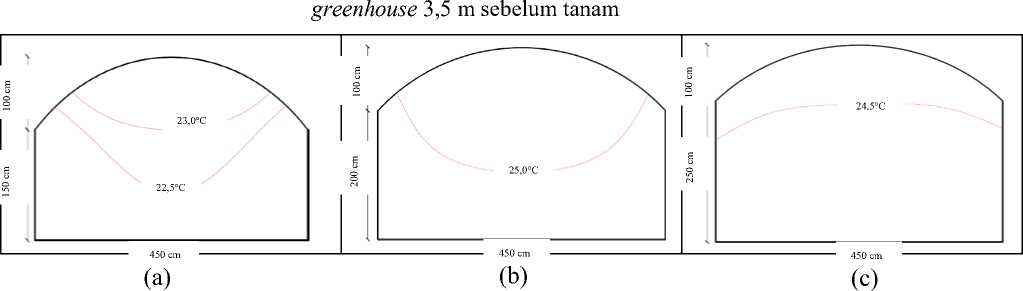 greenhouse 3,5 m sebelum tanam
100 cm
150 cm
23,0°C
22,5°C
450 cm
(a)
100 cm
200 cm
25,0°C
450 cm
(b)
100 cm
250 cm
24,5°C
450 cm
(c)